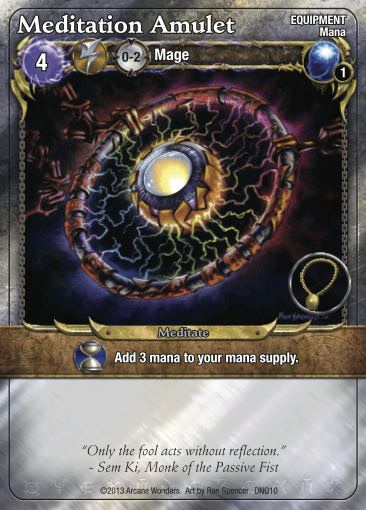 Meditation Amulet
EQUIPMENT
Mana
4
0-2
Mage
1
Meditate
Add 3 mana to your mana supply.
"Only the fool acts without reflection."
- Sem Ki, Monk of the Passive Fist
©2013 Arcane Wonders. Art by Ron Spencer. DNQ10